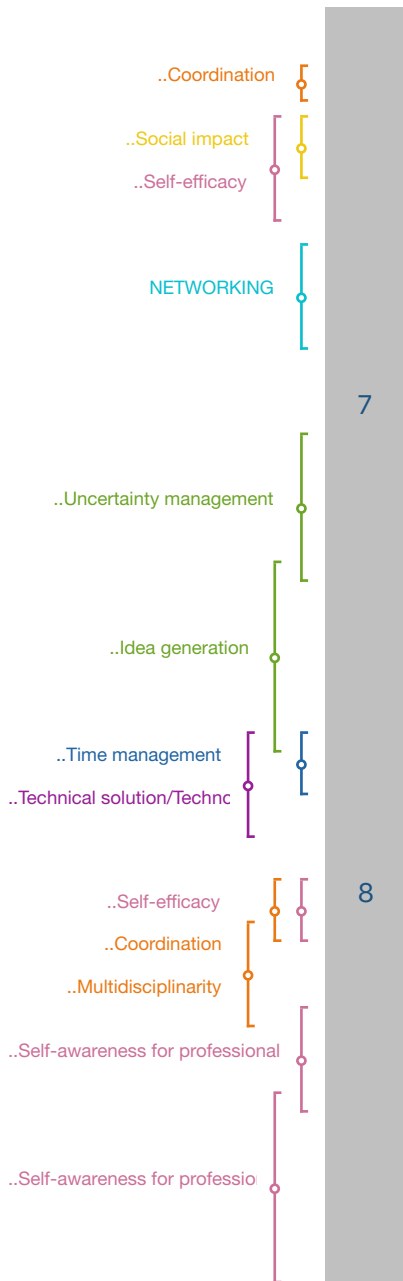 ..Coordination
..Social impact
..Self-efficacy
NETWORKING
7
..Uncertainty management
..Idea generation
..Time management
..Technical solution/Techno
8
..Self-efficacy
..Coordination
..Multidisciplinarity
..Self-awareness for professional
..Self-awareness for professio